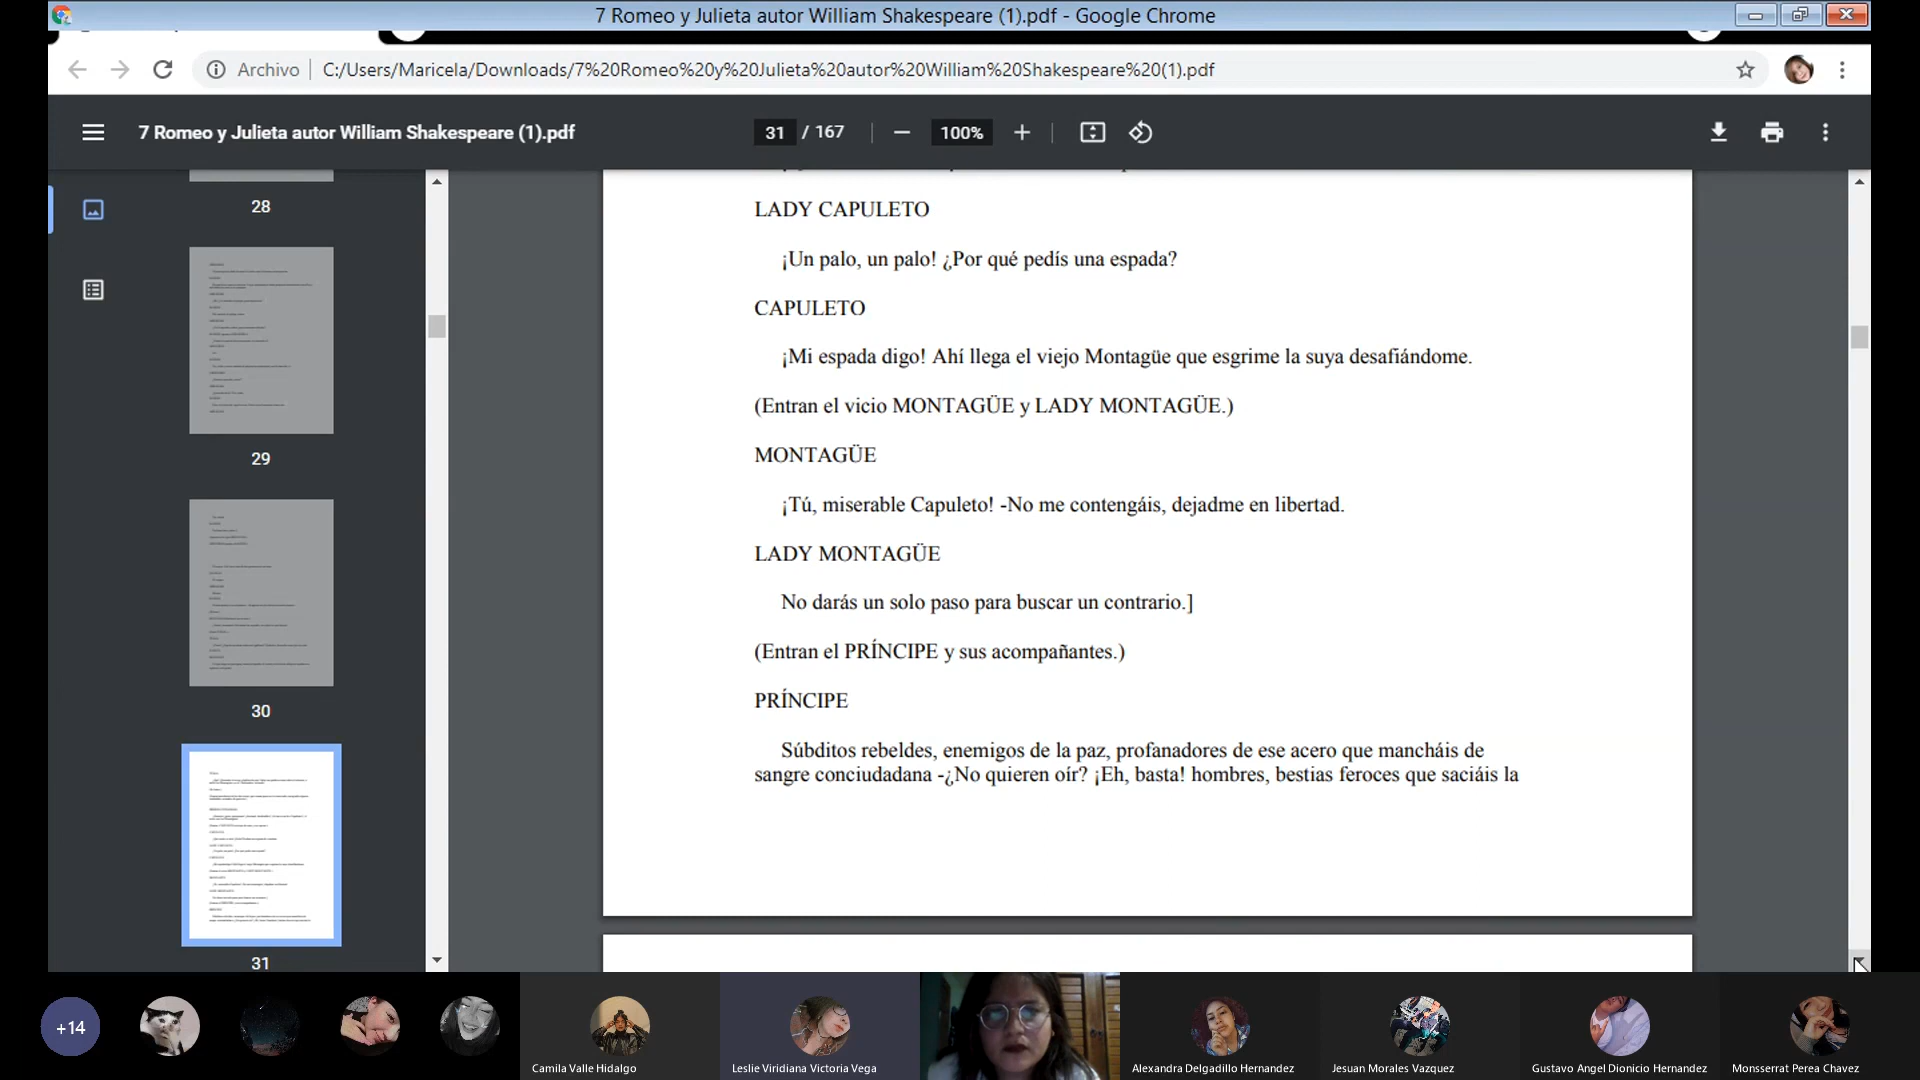 7 Romeo y Julieta autor William Shakespeare (1).pdf - Google Chrome
Archivo C:/Users/Maricela/Downloads/7%20Romeo%20y%20Julieta%20autor%20William%20Shakespeare%20(1).pdf
7 Romeo y Julieta autor William Shakespeare (1).pdf 31 / 167 100%
28
29
30
31
LADY CAPULETO
¡Un palo, un palo! ¿Por qué pedís una espada?
CAPULETO
¡Mi espada digo! Ahí llega el viejo Montagüe que esgrime la suya desafiándome.
(Entran el vicio MONTAGÜE y LADY MONTAGÜE.)
MONTAGÜE
¡Tú, miserable Capuleto! -No me contengáis, dejadme en libertad.
LADY MONTAGÜE
No darás un solo paso para buscar un contrario.]
(Entran el PRÍNCIPE y sus acompañantes.)
PRÍNCIPE
Súbditos rebeldes, enemigos de la paz, profanadores de ese acero que mancháis de
sangre conciudadana -¿No quieren oír? ¡Eh, basta! hombres, bestias feroces que saciáis la
+14
Camila Valle Hidalgo
Leslie Viridiana Victoria Vega
Alexandra Delgadillo Hernandez
Jesuan Morales Vazquez
Gustavo Angel Dionicio Hernandez
Monsserrat Perea Chavez